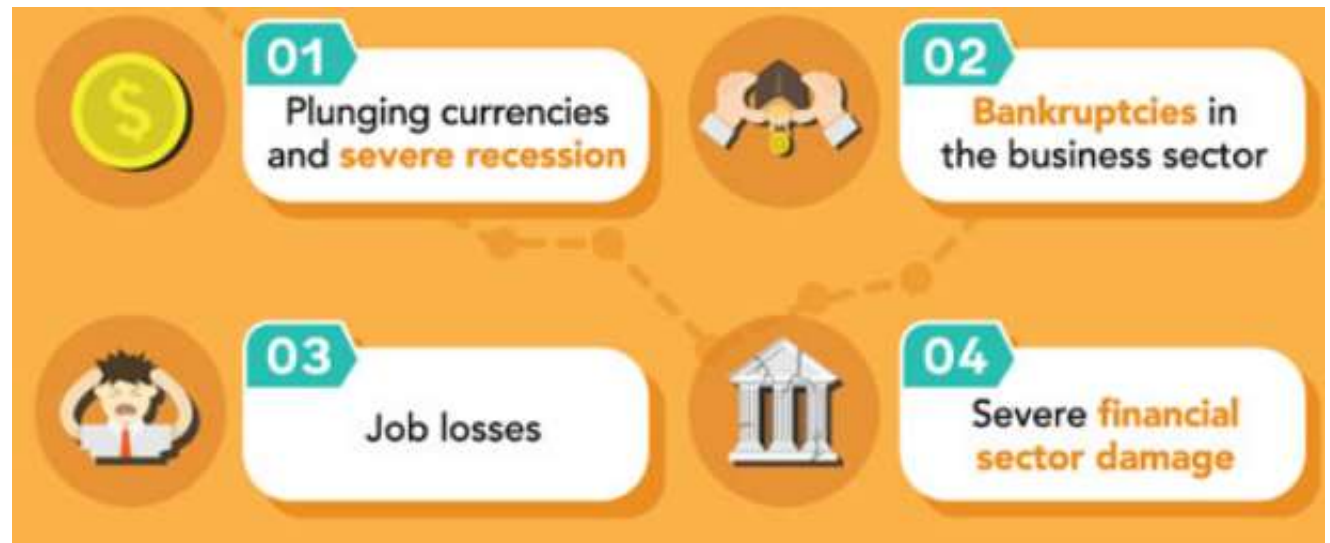 01
Plunging currencies
and severe recession
02
Bankruptcies in
the business sector
03
Job losses
04
Severe financial
sector damage